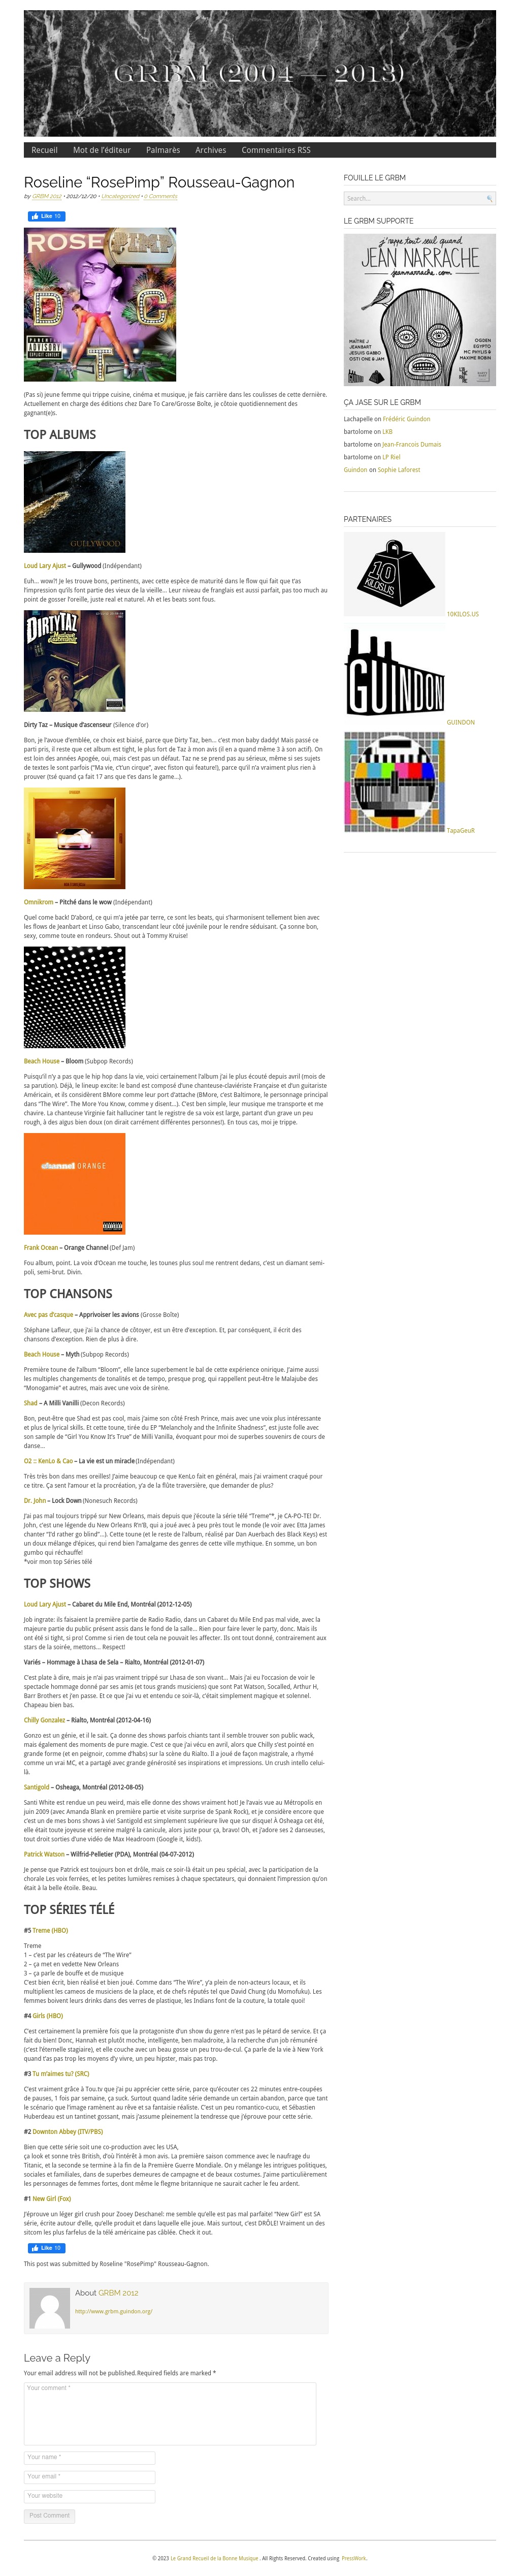 GRBM (2004 — 2013)
Recueil Mot de l'éditeur Palmarès Archives Commentaires RSS
Roseline “RosePimp” Rousseau-Gagnon
by GRBM 2012 • 2012/12/20 • Uncategorized • 0 Comments
Like 10
ROSE PIMP
D T C
PARENTAL
ADVISORY
EXPLICIT CONTENT
(Pas si) jeune femme qui trippe cuisine, cinéma et musique, je fais carrière dans les coulisses de cette dernière.
Actuellement en charge des éditions chez Dare To Care/Grosse Boîte, je côtoie quotidiennement des
gagnant(e)s.
TOP ALBUMS
GULLYWOOD
Loud Lary Ajust – Gullywood (Indépendant)
Euh… wow?! Je les trouve bons, pertinents, avec cette espèce de maturité dans le flow qui fait que t’as
l’impression qu’ils font partie des vieux de la vieille… Leur niveau de franglais est aussi parfait, pas too much au
point de gosser l’oreille, juste real et naturel. Ah et les beats sont fous.
DIRTY TAZ
Dirty Taz – Musique d’ascenseur (Silence d’or)
Bon, je l’avoue d’emblée, ce choix est biaisé, parce que Dirty Taz, ben… c’est mon baby daddy! Mais passé ce
parti pris, il reste que cet album est tight, le plus fort de Taz à mon avis (il en a quand même 3 à sont actif). On
est loin des années Apogée, oui, mais c’est pas un défaut. Taz ne se prend pas au sérieux, même si ses sujets
et textes le sont parfois (“Ma vie, c’t’un cirque”, avec fiston qui feature!), parce qu’il n’a vraiment plus rien à
prouver (tsé quand ça fait 17 ans que t’es dans le game…).
Omnikrom – Pitché dans le wow (Indépendant)
Quel come back! D’abord, ce qui m’a jetée par terre, ce sont les beats, qui s’harmonisent tellement bien avec
les flows de Jeanbart et Linso Gabo, transcendant leur côté juvénile pour le rendre séduisant. Ça sonne bon,
sexy, comme toute en rondeurs. Shout out à Tommy Kruise!
Beach House – Bloom (Subpop Records)
Puisqu’il n’y a pas que le hip hop dans la vie, voici certainement l’album j’ai le plus écouté depuis avril (mois de
sa parution). Déjà, le lineup excite: le band est composé d’une chanteuse-claviériste Française et d’un guitariste
Américain, et ils considèrent BMore comme leur port d’attache (BMore, c’est Baltimore, le personnage principal
dans “The Wire”. The More You Know, comme y disent…). C’est ben simple, leur musique me transporte et me
chavire. La chanteuse Virginie fait halluciner tant le registre de sa voix est large, partant d’un grave un peu
rough, à des aigus bien doux (on dirait carrément différentes personnes!). En tous cas, moi je trippe.
channel ORANGE
Frank Ocean – Orange Channel (Def Jam)
Fou album, point. La voix d’Ocean me touche, les tounes plus soul me rentrent dedans, c’est un diamant semi-
poli, semi-brut. Divin.
TOP CHANSONS
Avec pas d’casque – Apprivoiser les avions (Grosse Boîte)
Stéphane Lafleur, que j’ai la chance de côtoyer, est un être d’exception. Et, par conséquent, il écrit des
chansons d’exception. Rien de plus à dire.
Beach House – Myth (Subpop Records)
Première toune de l’album “Bloom”, elle lance superbement le bal de cette expérience onirique. J’aime aussi
les multiples changements de tonalités et de tempo, presque prog, qui rappellent peut-être le Malajube des
“Monogamie” et autres, mais avec une voix de sirène.
Shad – A Milli Vanilli (Decon Records)
Bon, peut-être que Shad est pas cool, mais j’aime son côté Fresh Prince, mais avec une voix plus intéressante
et plus de lyrical skills. Et cette toune, tirée du EP “Melancholy and the Infinite Shadness”, est juste folle avec
son sample de “Girl You Know It’s True” de Milli Vanilla, évoquant pour moi de superbes souvenirs de cours de
danse…
O2 :: KenLo & Cao – La vie est un miracle (Indépendant)
Très très bon dans mes oreilles! J’aime beaucoup ce que KenLo fait en général, mais j’ai vraiment craqué pour
ce titre. Ça sent l’amour et la procréation, y’a de la flûte traversière, que demander de plus?
Dr. John – Lock Down (Nonesuch Records)
J’ai pas mal toujours trippé sur New Orleans, mais depuis que j’écoute la série télé “Treme”*, je CA-PO-TE! Dr.
John, c’est une légende du New Orleans R’n’B, qui a joué avec à peu près tout le monde (le voir avec Etta James
chanter “I’d rather go blind”…). Cette toune (et le reste de l’album, réalisé par Dan Auerbach des Black Keys) est
un doux mélange d’épices, qui rend bien l’amalgame des genres de cette ville mythique. En somme, un bon
gumbo qui réchauffe!
*voir mon top Séries télé
TOP SHOWS
Loud Lary Ajust – Cabaret du Mile End, Montréal (2012-12-05)
Job ingrate: ils faisaient la première partie de Radio Radio, dans un Cabaret du Mile End pas mal vide, avec la
majeure partie du public présent assis dans le fond de la salle… Rien pour faire lever le party, donc. Mais ils
ont été si tight, si pro! Comme si rien de tout cela ne pouvait les affecter. Ils ont tout donné, contrairement aux
stars de la soirée, mettons… Respect!
Variés – Hommage à Lhasa de Sela – Rialto, Montréal (2012-01-07)
C’est plate à dire, mais je n’ai pas vraiment trippé sur Lhasa de son vivant… Mais j’ai eu l’occasion de voir le
spectacle hommage donné par ses amis (et tous grands musiciens) que sont Pat Watson, Socalled, Arthur H,
Barr Brothers et j’en passe. Et ce que j’ai vu et entendu ce soir-là, c’était simplement magique et solennel.
Chapeau bien bas.
Chilly Gonzalez – Rialto, Montréal (2012-04-16)
Gonzo est un génie, et il le sait. Ça donne des shows parfois chiants tant il semble trouver son public wack,
mais également des moments de pure magie. C’est ce que j’ai vécu en avril, alors que Chilly s’est pointé en
grande forme (et en peignoir, comme d’habs) sur la scène du Rialto. Il a joué de façon magistrale, a rhymé
comme un vrai MC, et a partagé avec grande générosité ses inspirations et impressions. Un crush intello celui-
là.
Santigold – Osheaga, Montréal (2012-08-05)
Santi White est rendue un peu weird, mais elle donne des shows vraiment hot! Je l’avais vue au Métropolis en
juin 2009 (avec Amanda Blank en première partie et visite surprise de Spank Rock), et je considère encore que
c’est un de mes bons shows à vie! Santigold est simplement supérieure live que sur disque! À Osheaga cet été,
elle était toute joyeuse et sereine malgré la canicule, alors juste pour ça, bravo! Oh, et j’adore ses 2 danseuses,
tout droit sorties d’une vidéo de Max Headroom (Google it, kids!).
Patrick Watson – Wilfrid-Pelletier (PDA), Montréal (04-07-2012)
Je pense que Patrick est toujours bon et drôle, mais ce soir-là était un peu spécial, avec la participation de la
chorale Les voix ferrées, et les petites lumières remises à chaque spectateurs, qui donnaient l’impression qu’on
était à la belle étoile. Beau.
TOP SÉRIES TÉLÉ
#5 Treme (HBO)
Treme
1 – c’est par les créateurs de “The Wire”
2 – ça met en vedette New Orleans
3 – ça parle de bouffe et de musique
C’est bien écrit, bien réalisé et bien joué. Comme dans “The Wire”, y’a plein de non-acteurs locaux, et ils
multiplient les cameos de musiciens de la place, et de chefs réputés tel que David Chung (du Momofuku). Les
femmes boivent leurs drinks dans des verres de plastique, les Indians font de la couture, la totale quoi!
#4 Girls (HBO)
C’est certainement la première fois que la protagoniste d’un show du genre n’est pas le pétard de service. Et ça
fait du bien! Donc, Hannah est plutôt moche, intelligente, ben maladroite, à la recherche d’un job rémunéré
(c’est l’éternelle stagiaire), et elle couche avec un beau gosse un peu trou-de-cul. Ça parle de la vie à New York
quand t’as pas trop les moyens d’y vivre, un peu hipster, mais pas trop.
#3 Tu m’aimes tu? (SRC)
C’est vraiment grâce à Tou.tv que j’ai pu apprécier cette série, parce qu’écouter ces 22 minutes entre-coupées
de pauses, 1 fois par semaine, ça suck. Surtout quand ladite série demande un certain abandon, parce que tant
le scénario que l’image ramènent au rêve et sa fantaisie réaliste. C’est un peu romantico-cucu, et Sébastien
Huberdeau est un tantinet gossant, mais j’assume pleinement la tendresse que j’éprouve pour cette série.
#2 Downton Abbey (ITV/PBS)
Bien que cette série soit une co-production avec les USA,
ça look et sonne très British, d’où l’intérêt à mon avis. La première saison commence avec le naufrage du
Titanic, et la seconde se termine à la fin de la Première Guerre Mondiale. On y mélange les intrigues politiques,
sociales et familiales, dans de superbes demeures de campagne et de beaux costumes. J’aime particulièrement
les personnages de femmes fortes, dont même le flegme britannique ne saurait cacher le feu ardent.
#1 New Girl (Fox)
J’éprouve un léger girl crush pour Zooey Deschanel: me semble qu’elle est pas mal parfaite! “New Girl” est SA
série, écrite autour d’elle, qu’elle produit et dans laquelle elle joue. Mais surtout, c’est DRÔLE! Vraiment un des
sitcom les plus farfelus de la télé américaine pas câblée. Check it out.
Like 10
This post was submitted by Roseline "RosePimp" Rousseau-Gagnon.
About GRBM 2012
http://www.grbm.guindon.org/
Leave a Reply
Your email address will not be published.Required fields are marked *
Your comment *
Your name *
Your email *
Your website
Post Comment
FOUILLE LE GRBM
Search...
LE GRBM SUPPORTE
j'rappe tout seul quand
JEAN NARRACHE
jeannarrache.com
MAÎTRE J
JEANBART
JESUIS GABBO
OSTI ONE & JAM
OGDEN
EGYPTO
MC PHYLIS &
MAXIME ROBIN
ÇA JASE SUR LE GRBM
Lachapelle on Frédéric Guindon
bartolome on LKB
bartolome on Jean-Francois Dumais
bartolome on LP Riel
Guindon on Sophie Laforest
PARTENAIRES
10
KILOS.US
10KILOS.US
GUINDON
GUINDON
TapaGeuR
© 2023 Le Grand Recueil de la Bonne Musique . All Rights Reserved. Created using PressWork.